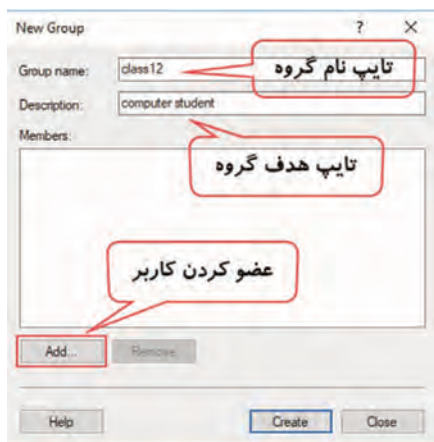 New Group ? ×
Group name: class12
تایپ نام گروه
Description: computer student
Members:
تایپ هدف گروه
عضو کردن کاربر
Add... Remove
Help Create Close